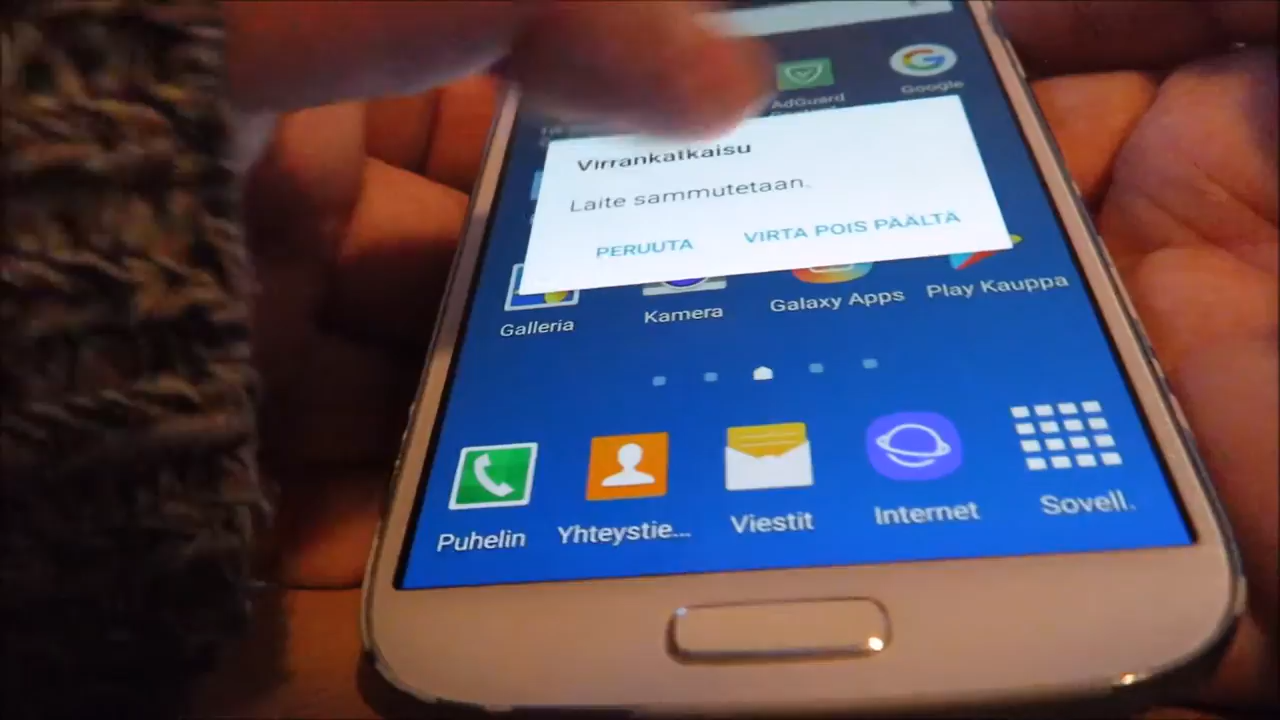 AdGuard
Google
Virrankatkaisu
Laite sammutetaan.
PERUUTA
VIRTA POIS PÄÄLTÄ
Galleria
Kamera
Galaxy Apps
Play Kauppa
Puhelin
Yhteystie...
Viestit
Internet
Sovell.